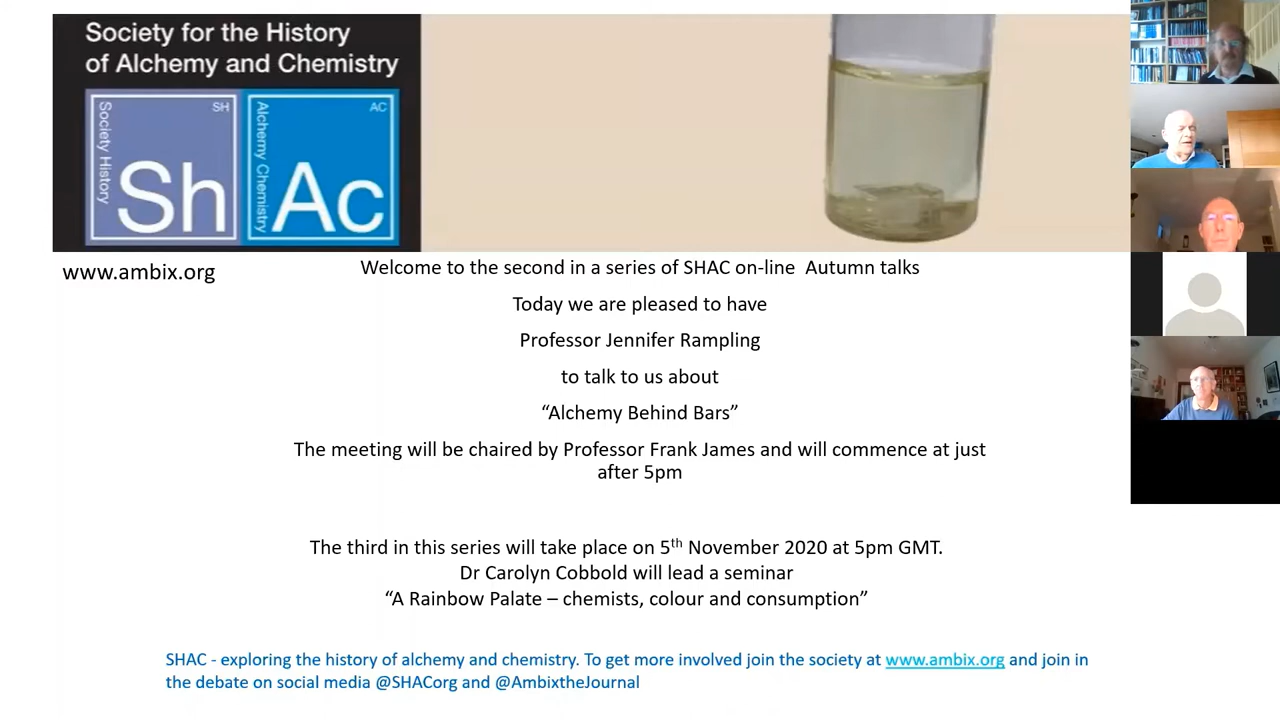 Society for the History
of Alchemy and Chemistry
Society History
SH
Sh
Alchemy Chemistry
AC
Ac
www.ambix.org
Welcome to the second in a series of SHAC on-line  Autumn talks
Today we are pleased to have
Professor Jennifer Rampling
to talk to us about
“Alchemy Behind Bars”
The meeting will be chaired by Professor Frank James and will commence at just
after 5pm
The third in this series will take place on 5th November 2020 at 5pm GMT.
Dr Carolyn Cobbold will lead a seminar
“A Rainbow Palate – chemists, colour and consumption”
SHAC - exploring the history of alchemy and chemistry. To get more involved join the society at www.ambix.org and join in
the debate on social media @SHACorg and @AmbixtheJournal